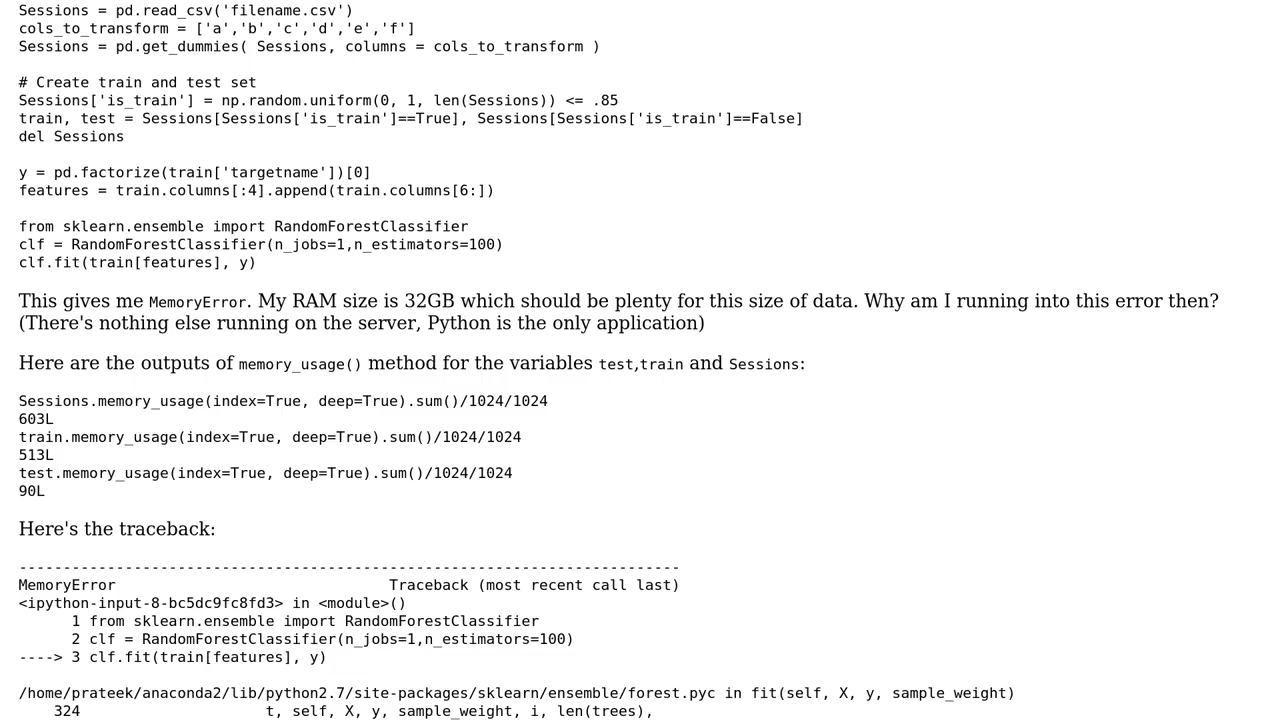 Sessions = pd.read_csv('filename.csv')
cols_to_transform = ['a','b','c','d','e','f']
Sessions = pd.get_dummies( Sessions, columns = cols_to_transform )
# Create train and test set
Sessions['is_train'] = np.random.uniform(0, 1, len(Sessions)) <= .85
train, test = Sessions[Sessions['is_train']==True], Sessions[Sessions['is_train']==False]
del Sessions
y = pd.factorize(train['targetname'])[0]
features = train.columns[:4].append(train.columns[6:])
from sklearn.ensemble import RandomForestClassifier
clf = RandomForestClassifier(n_jobs=1,n_estimators=100)
clf.fit(train[features], y)
This gives me MemoryError. My RAM size is 32GB which should be plenty for this size of data. Why am I running into this error then?
(There's nothing else running on the server, Python is the only application)
Here are the outputs of memory_usage() method for the variables test,train and Sessions:
Sessions.memory_usage(index=True, deep=True).sum()/1024/1024
603L
train.memory_usage(index=True, deep=True).sum()/1024/1024
513L
test.memory_usage(index=True, deep=True).sum()/1024/1024
90L
Here's the traceback:
---------------------------------------------------------------------------
MemoryError                               Traceback (most recent call last)
<ipython-input-8-bc5dc9fc8fd3> in <module>()
      1 from sklearn.ensemble import RandomForestClassifier
      2 clf = RandomForestClassifier(n_jobs=1,n_estimators=100)
----> 3 clf.fit(train[features], y)
/home/prateek/anaconda2/lib/python2.7/site-packages/sklearn/ensemble/forest.pyc in fit(self, X, y, sample_weight)
    324                     t, self, X, y, sample_weight, i, len(trees),